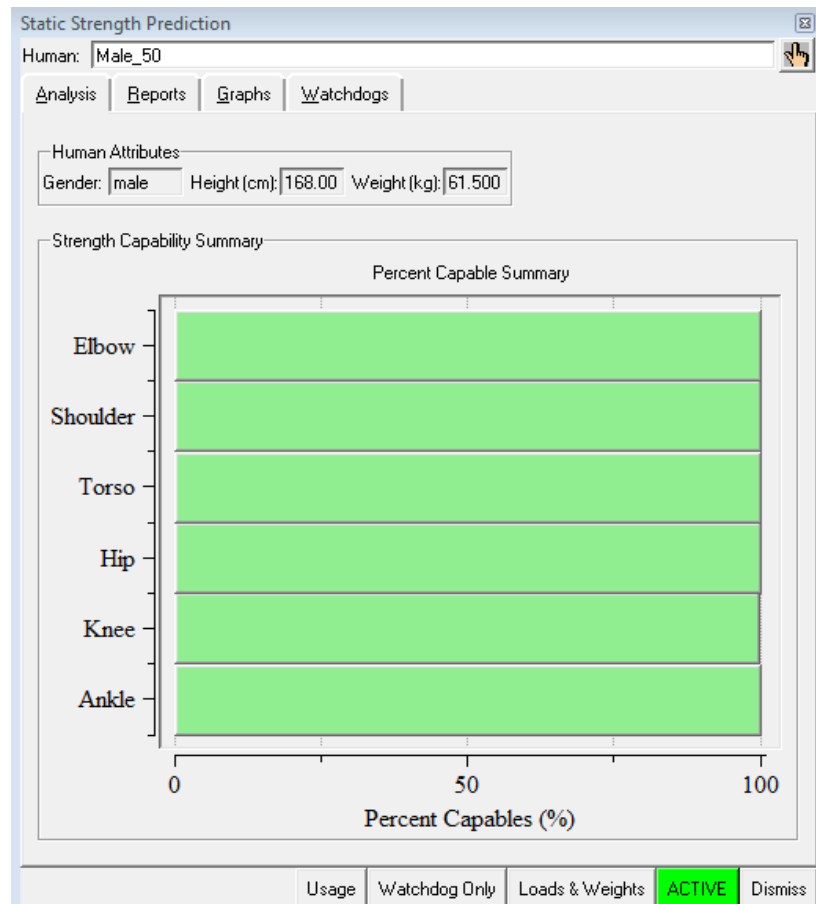 Static Strength Prediction
Human: Male_50
Analysis Reports Graphs Watchdogs
Human Attributes
Gender: male Height (cm): 168.00 Weight (kg): 61.500
Strength Capability Summary
Percent Capable Summary
Elbow
Shoulder
Torso
Hip
Knee
Ankle
0 50 100
Percent Capables (%)
Usage Watchdog Only Loads & Weights ACTIVE Dismiss